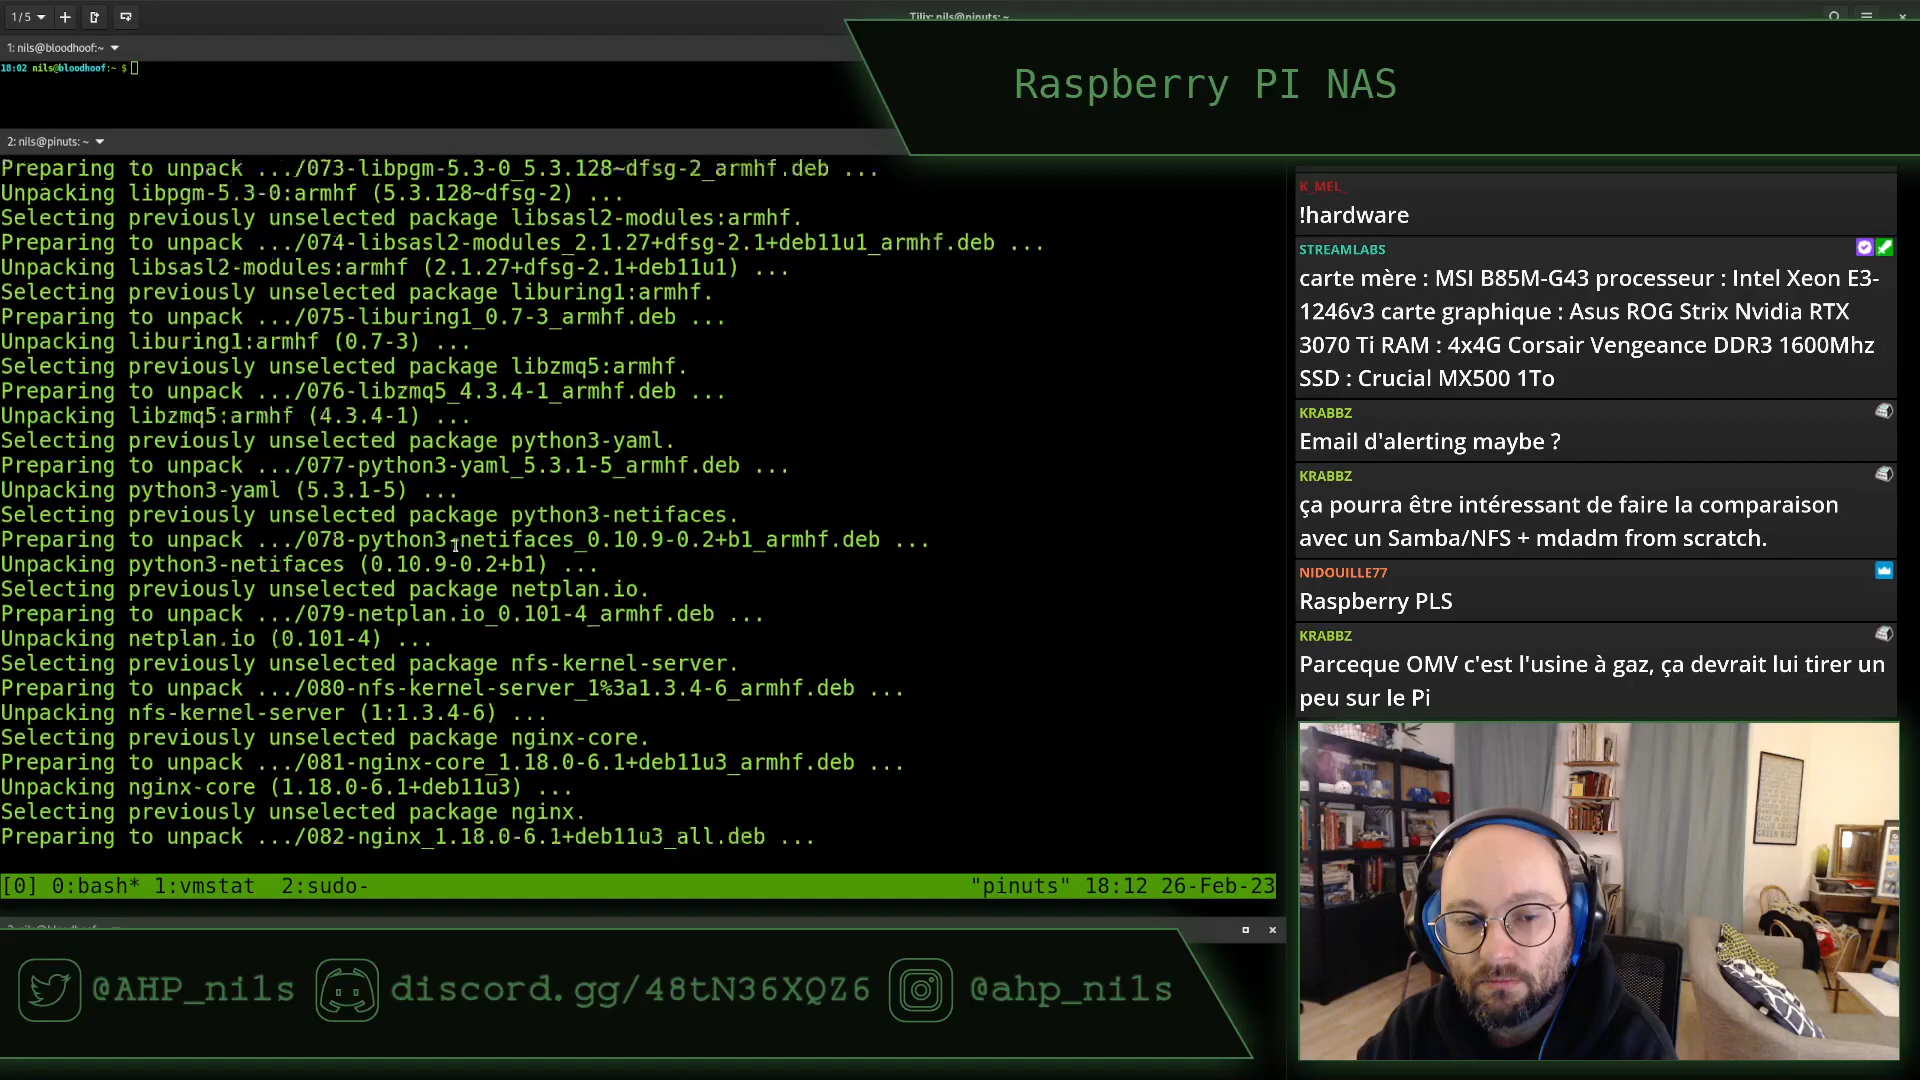 1/5
Tilix: nils@pinuts: ~
1: nils@bloodhoof:~
18:02 nils@bloodhoof:~ $
Raspberry PI NAS
2: nils@pinuts: ~
Preparing to unpack .../073-libpgm-5.3-0_5.3.128~dfsg-2_armhf.deb ...
Unpacking libpgm-5.3-0:armhf (5.3.128~dfsg-2) ...
Selecting previously unselected package libsasl2-modules:armhf.
Preparing to unpack .../074-libsasl2-modules_2.1.27+dfsg-2.1+deb11u1_armhf.deb ...
Unpacking libsasl2-modules:armhf (2.1.27+dfsg-2.1+deb11u1) ...
Selecting previously unselected package liburing1:armhf.
Preparing to unpack .../075-liburing1_0.7-3_armhf.deb ...
Unpacking liburing1:armhf (0.7-3) ...
Selecting previously unselected package libzmq5:armhf.
Preparing to unpack .../076-libzmq5_4.3.4-1_armhf.deb ...
Unpacking libzmq5:armhf (4.3.4-1) ...
Selecting previously unselected package python3-yaml.
Preparing to unpack .../077-python3-yaml_5.3.1-5_armhf.deb ...
Unpacking python3-yaml (5.3.1-5) ...
Selecting previously unselected package python3-netifaces.
Preparing to unpack .../078-python3-netifaces_0.10.9-0.2+b1_armhf.deb ...
Unpacking python3-netifaces (0.10.9-0.2+b1) ...
Selecting previously unselected package netplan.io.
Preparing to unpack .../079-netplan.io_0.101-4_armhf.deb ...
Unpacking netplan.io (0.101-4) ...
Selecting previously unselected package nfs-kernel-server.
Preparing to unpack .../080-nfs-kernel-server_1%3a1.3.4-6_armhf.deb ...
Unpacking nfs-kernel-server (1:1.3.4-6) ...
Selecting previously unselected package nginx-core.
Preparing to unpack .../081-nginx-core_1.18.0-6.1+deb11u3_armhf.deb ...
Unpacking nginx-core (1.18.0-6.1+deb11u3) ...
Selecting previously unselected package nginx.
Preparing to unpack .../082-nginx_1.18.0-6.1+deb11u3_all.deb ...
[0] 0:bash* 1:vmstat  2:sudo- "pinuts" 18:12 26-Feb-23
K_MEL_
!hardware
STREAMLABS
carte mère : MSI B85M-G43 processeur : Intel Xeon E3-
1246v3 carte graphique : Asus ROG Strix Nvidia RTX
3070 Ti RAM : 4x4G Corsair Vengeance DDR3 1600Mhz
SSD : Crucial MX500 1To
KRABBZ
Email d'alerting maybe ?
KRABBZ
ça pourra être intéressant de faire la comparaison
avec un Samba/NFS + mdadm from scratch.
NIDOUILLE77
Raspberry PLS
KRABBZ
Parceque OMV c'est l'usine à gaz, ça devrait lui tirer un
peu sur le Pi
@AHP_nils discord.gg/48tN36XQZ6 @ahp_nils